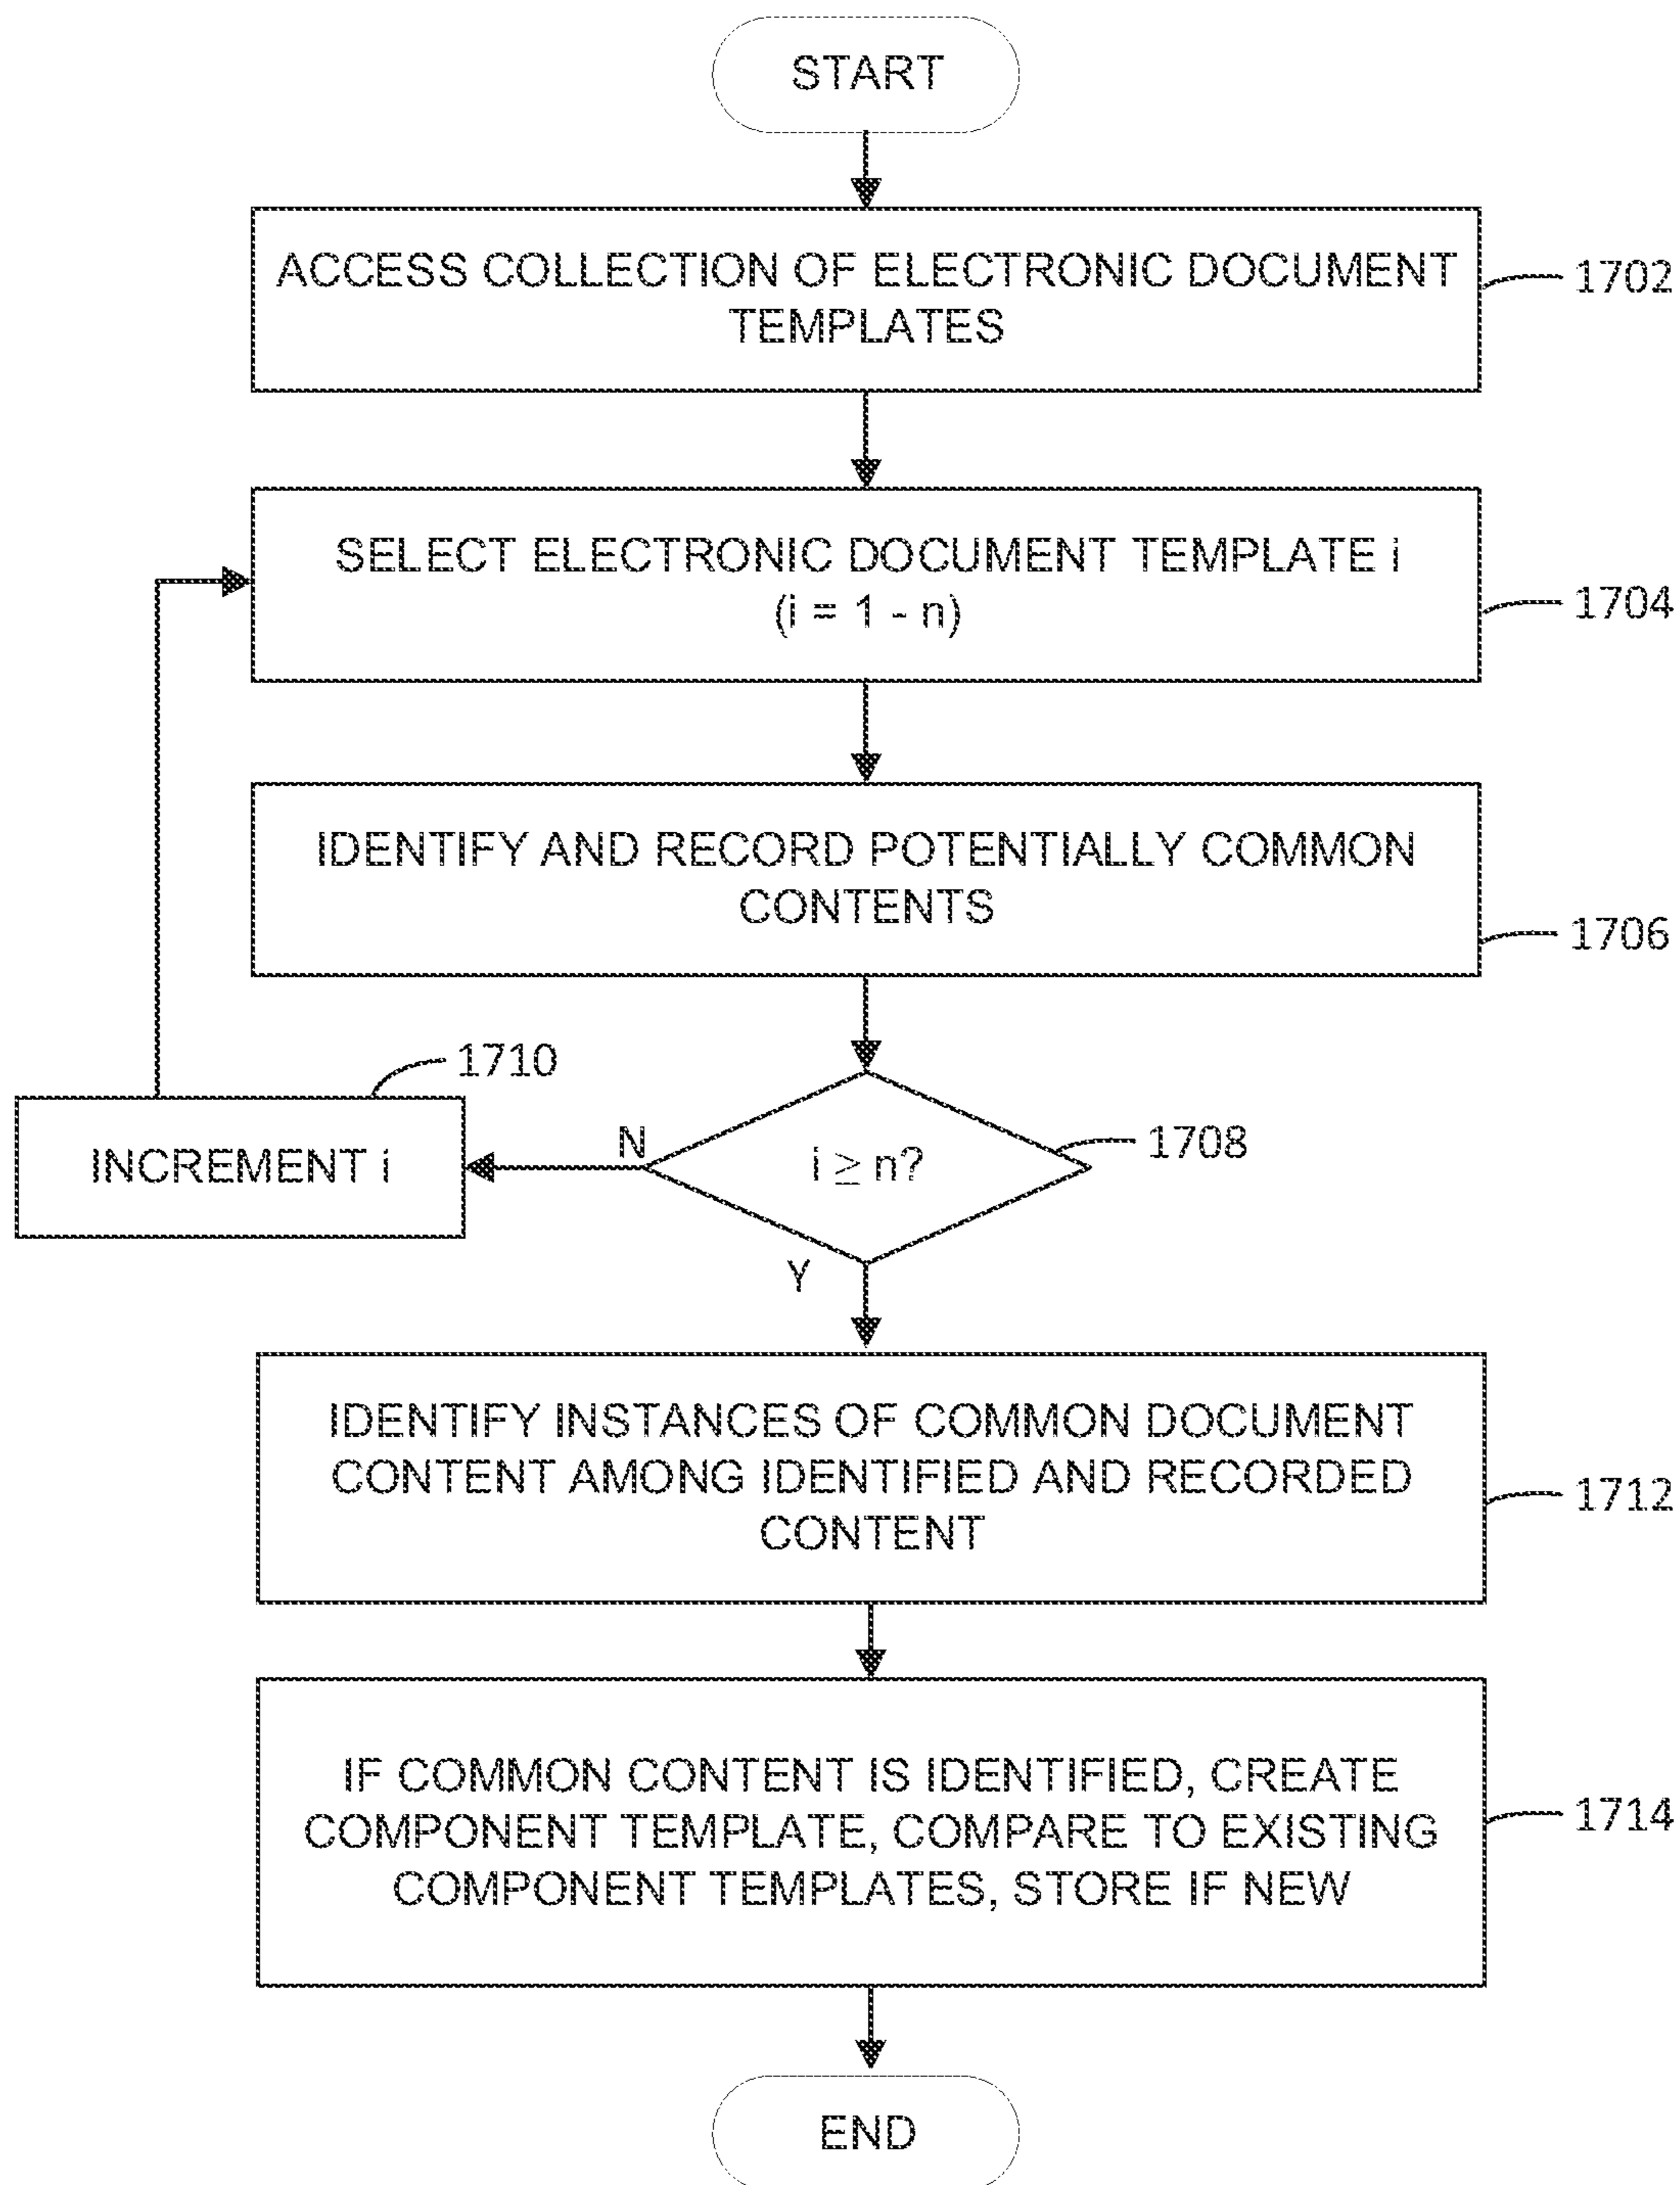 START
ACCESS COLLECTION OF ELECTRONIC DOCUMENT
TEMPLATES
1702
SELECT ELECTRONIC DOCUMENT TEMPLATE i
(i = 1 - n)
1704
IDENTIFY AND RECORD POTENTIALLY COMMON
CONTENTS
1706
1710
INCREMENT i
N
i ≥ n?
1708
Y
IDENTIFY INSTANCES OF COMMON DOCUMENT
CONTENT AMONG IDENTIFIED AND RECORDED
CONTENT
1712
IF COMMON CONTENT IS IDENTIFIED, CREATE
COMPONENT TEMPLATE, COMPARE TO EXISTING
COMPONENT TEMPLATES, STORE IF NEW
1714
END